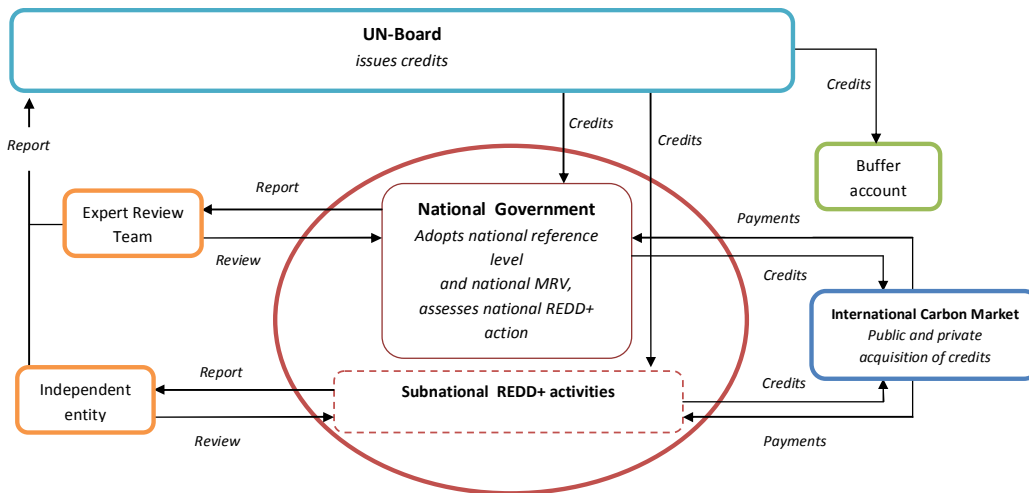 UN-Board
issues credits
Credits
Report
Credits
Credits
Buffer
account
Report
National Government
Expert Review
Team
Payments
Adopts national reference
level
Review
and national MRV,
Credits
assesses national REDD+
action
International Carbon Market
Public and private
acquisition of credits
Report
Independent
entity
Subnational REDD+ activities
Credits
Review
Payments